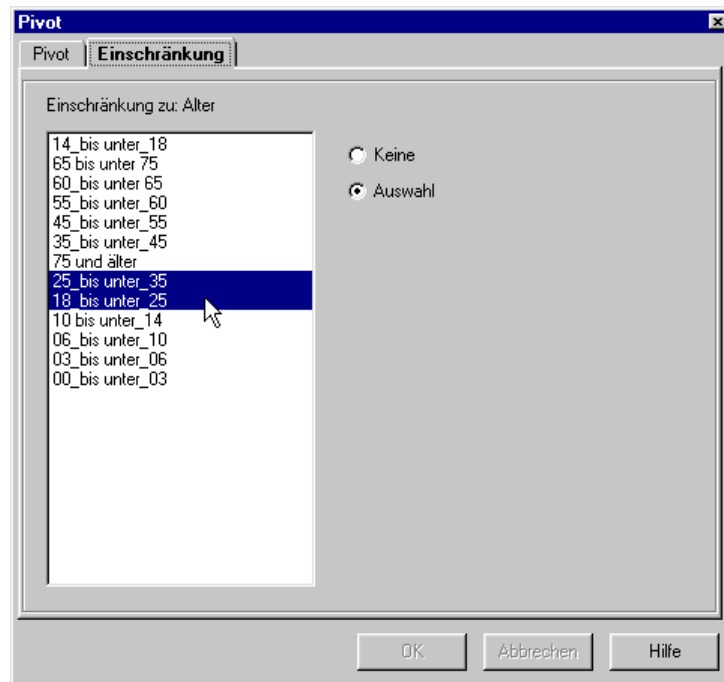 Pivot
Pivot Einschränkung
Einschränkung zu: Alter
14_bis unter_18
65 bis unter 75
60_bis unter 65
55_bis unter_60
45_bis unter_55
35_bis unter_45
75 und älter
25_bis unter_35
18_bis unter_25
10 bis unter_14
06_bis unter_10
03_bis unter_06
00_bis unter_03
Keine
Auswahl
OK Abbrechen Hilfe